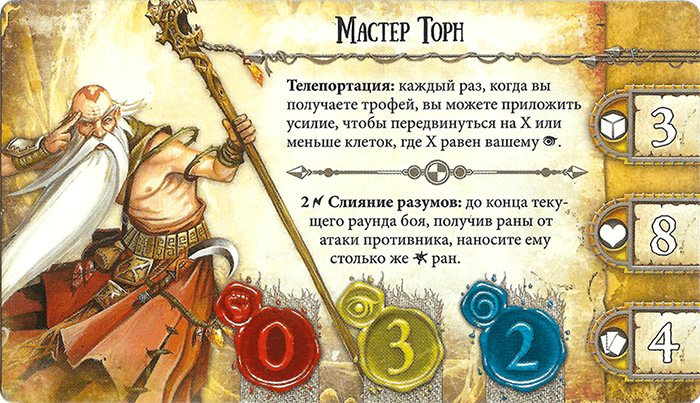 Мастер Торн
Телепортация: каждый раз, когда вы
получаете трофей, вы можете приложить
усилие, чтобы передвинуться на X или
меньше клеток, где X равен вашему .
2 Слияние разумов: до конца теку-
щего раунда боя, получив раны от
атаки противника, наносите ему
столько же ран.
3
8
4
0
3
2